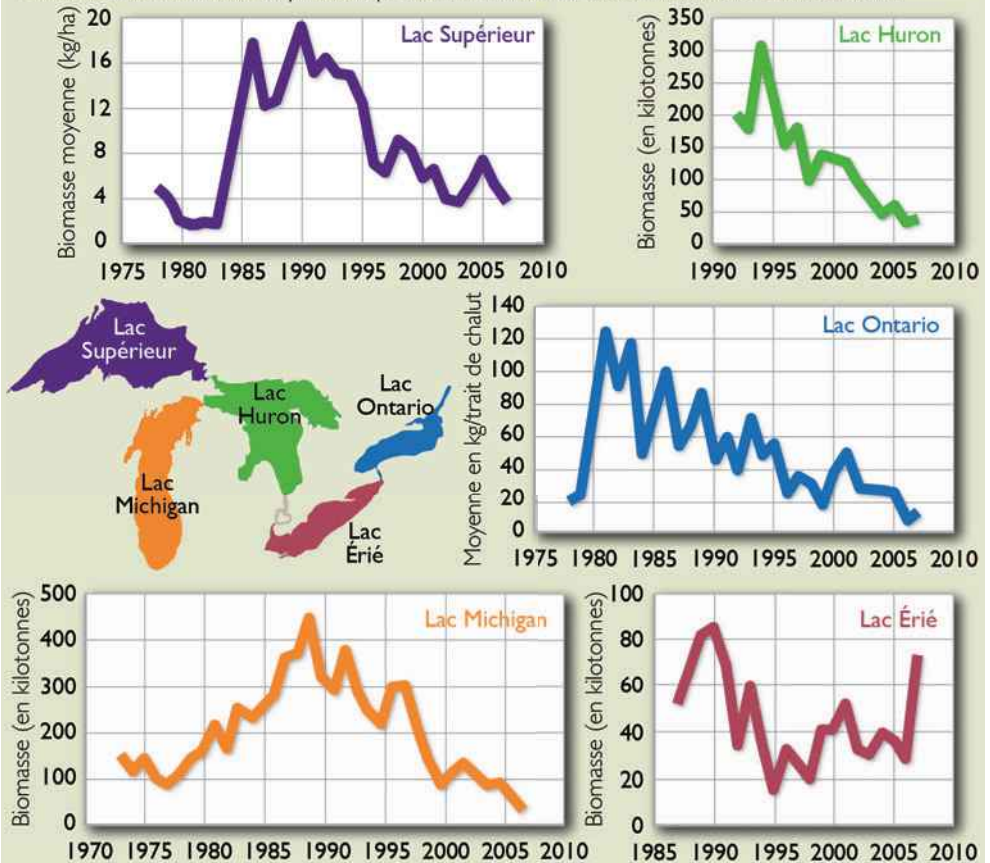 Biomasse moyenne (kg/ha)
20
16
12
8
4
0
Lac Supérieur
1975 1980 1985 1990 1995 2000 2005 2010
Biomasse (en kilotonnes)
350
300
250
200
150
100
50
0
Lac Huron
1990 1995 2000 2005 2010
Lac
Supérieur
Lac
Huron
Lac
Ontario
Lac
Michigan
Lac
Érié
Moyenne en kg/trait de chalut
140
120
100
80
60
40
20
0
Lac Ontario
1975 1980 1985 1990 1995 2000 2005 2010
Biomasse (en kilotonnes)
500
400
300
200
100
0
Lac Michigan
1970 1975 1980 1985 1990 1995 2000 2005 2010
Biomasse (en kilotonnes)
100
80
60
40
20
0
Lac Érié
1985 1990 1995 2000 2005 2010